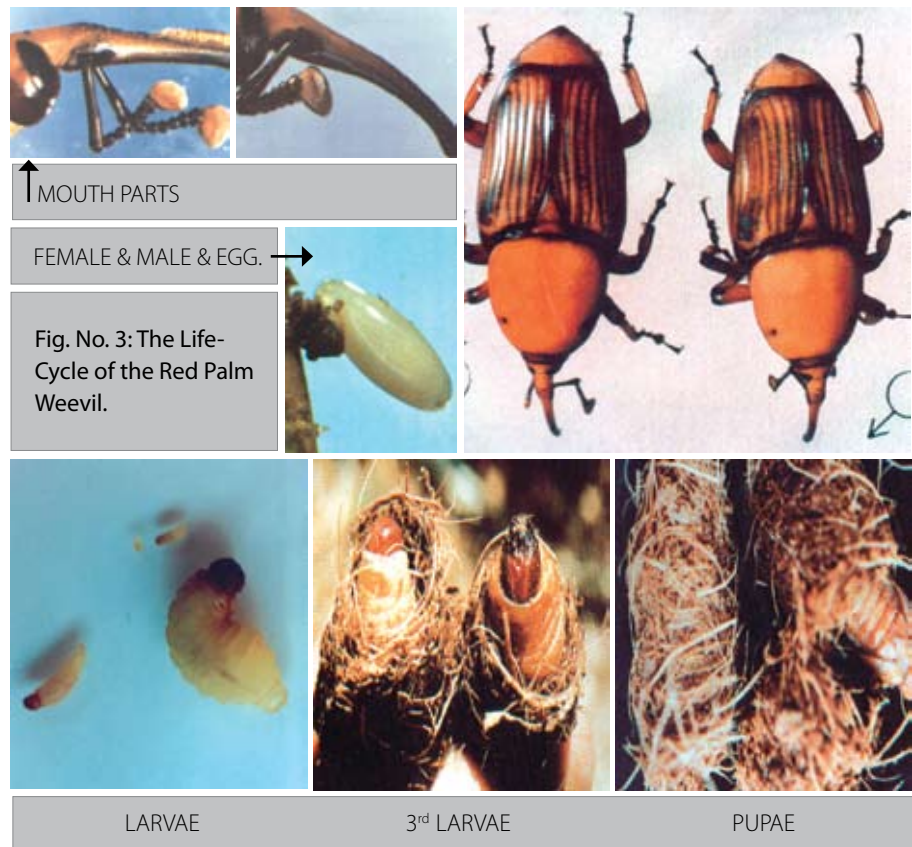 MOUTH PARTS
FEMALE & MALE & EGG.
Fig. No. 3: The Life-
Cycle of the Red Palm
Weevil.
LARVAE
3rd LARVAE
PUPAE